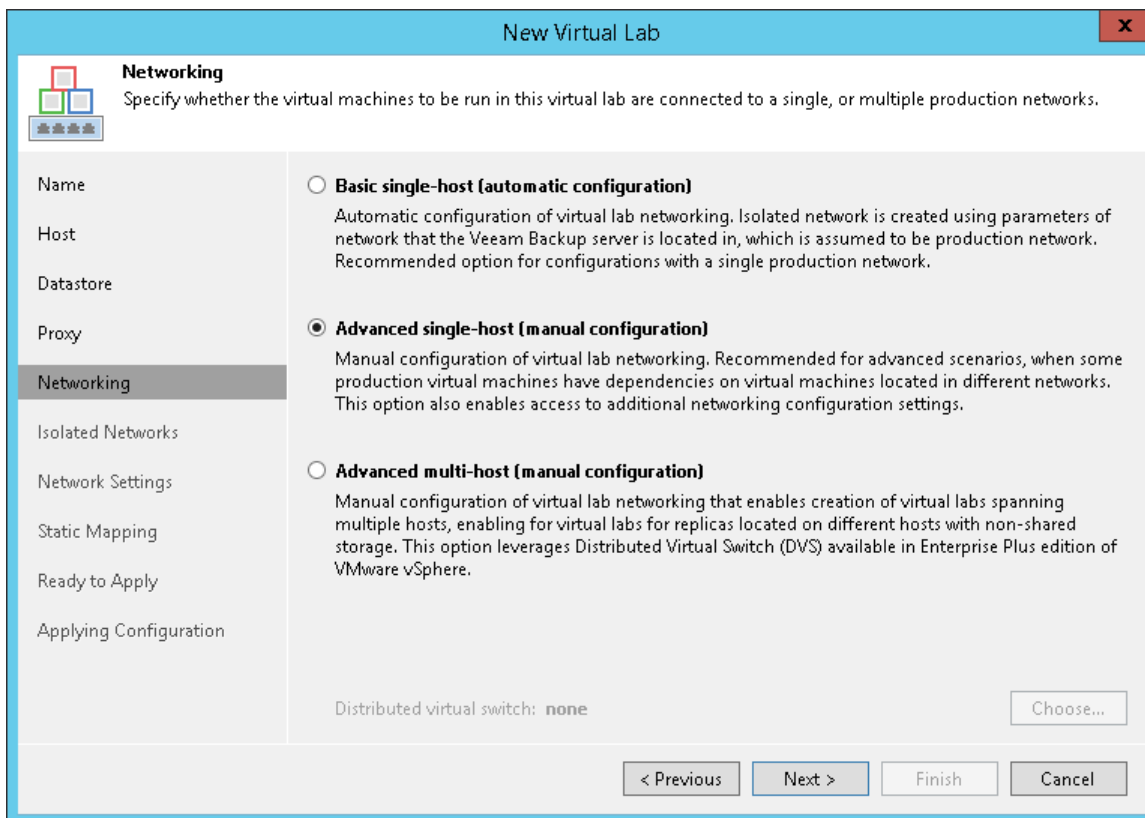 New Virtual Lab
X
Networking
Specify whether the virtual machines to be run in this virtual lab are connected to a single, or multiple production networks.
Name
Host
Datastore
Proxy
Networking
Isolated Networks
Network Settings
Static Mapping
Ready to Apply
Applying Configuration
Basic single-host (automatic configuration)
Automatic configuration of virtual lab networking. Isolated network is created using parameters of
network that the Veeam Backup server is located in, which is assumed to be production network.
Recommended option for configurations with a single production network.
Advanced single-host (manual configuration)
Manual configuration of virtual lab networking. Recommended for advanced scenarios, when some
production virtual machines have dependencies on virtual machines located in different networks.
This option also enables access to additional networking configuration settings.
Advanced multi-host (manual configuration)
Manual configuration of virtual lab networking that enables creation of virtual labs spanning
multiple hosts, enabling for virtual labs for replicas located on different hosts with non-shared
storage. This option leverages Distributed Virtual Switch (DVS) available in Enterprise Plus edition of
VMware vSphere.
Distributed virtual switch: none
Choose...
< Previous
Next >
Finish
Cancel